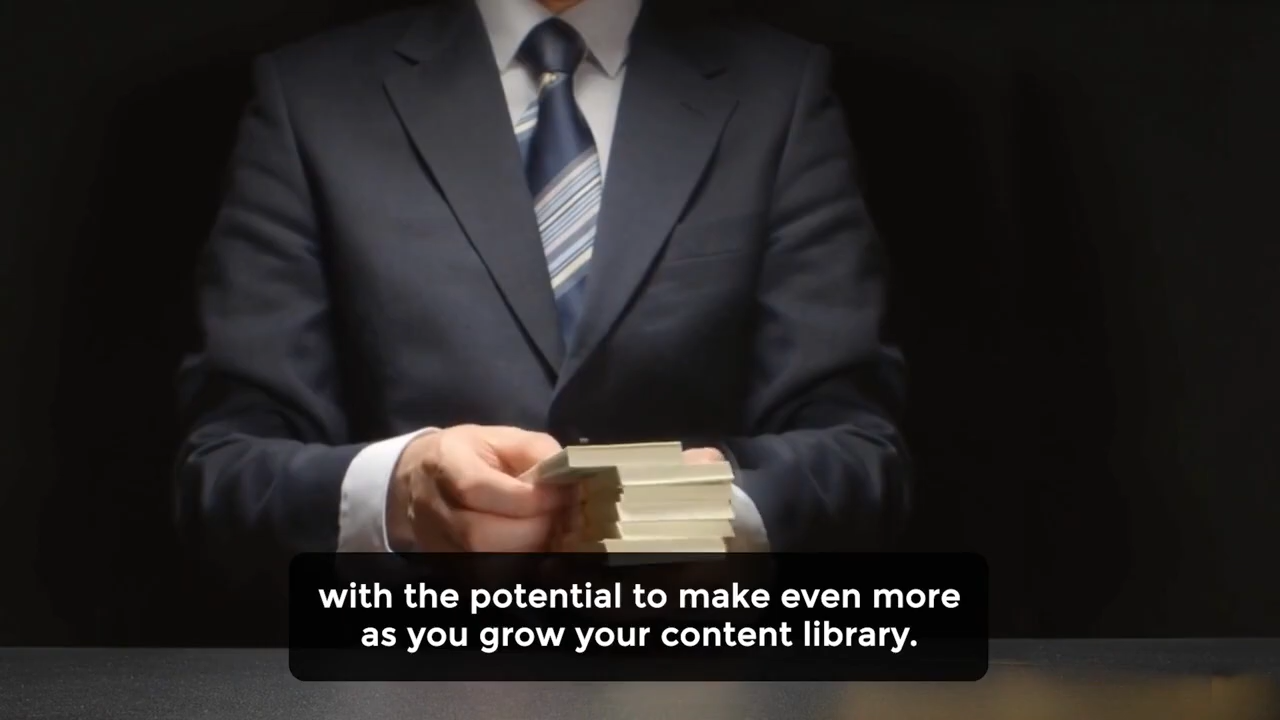 with the potential to make even more
as you grow your content library.